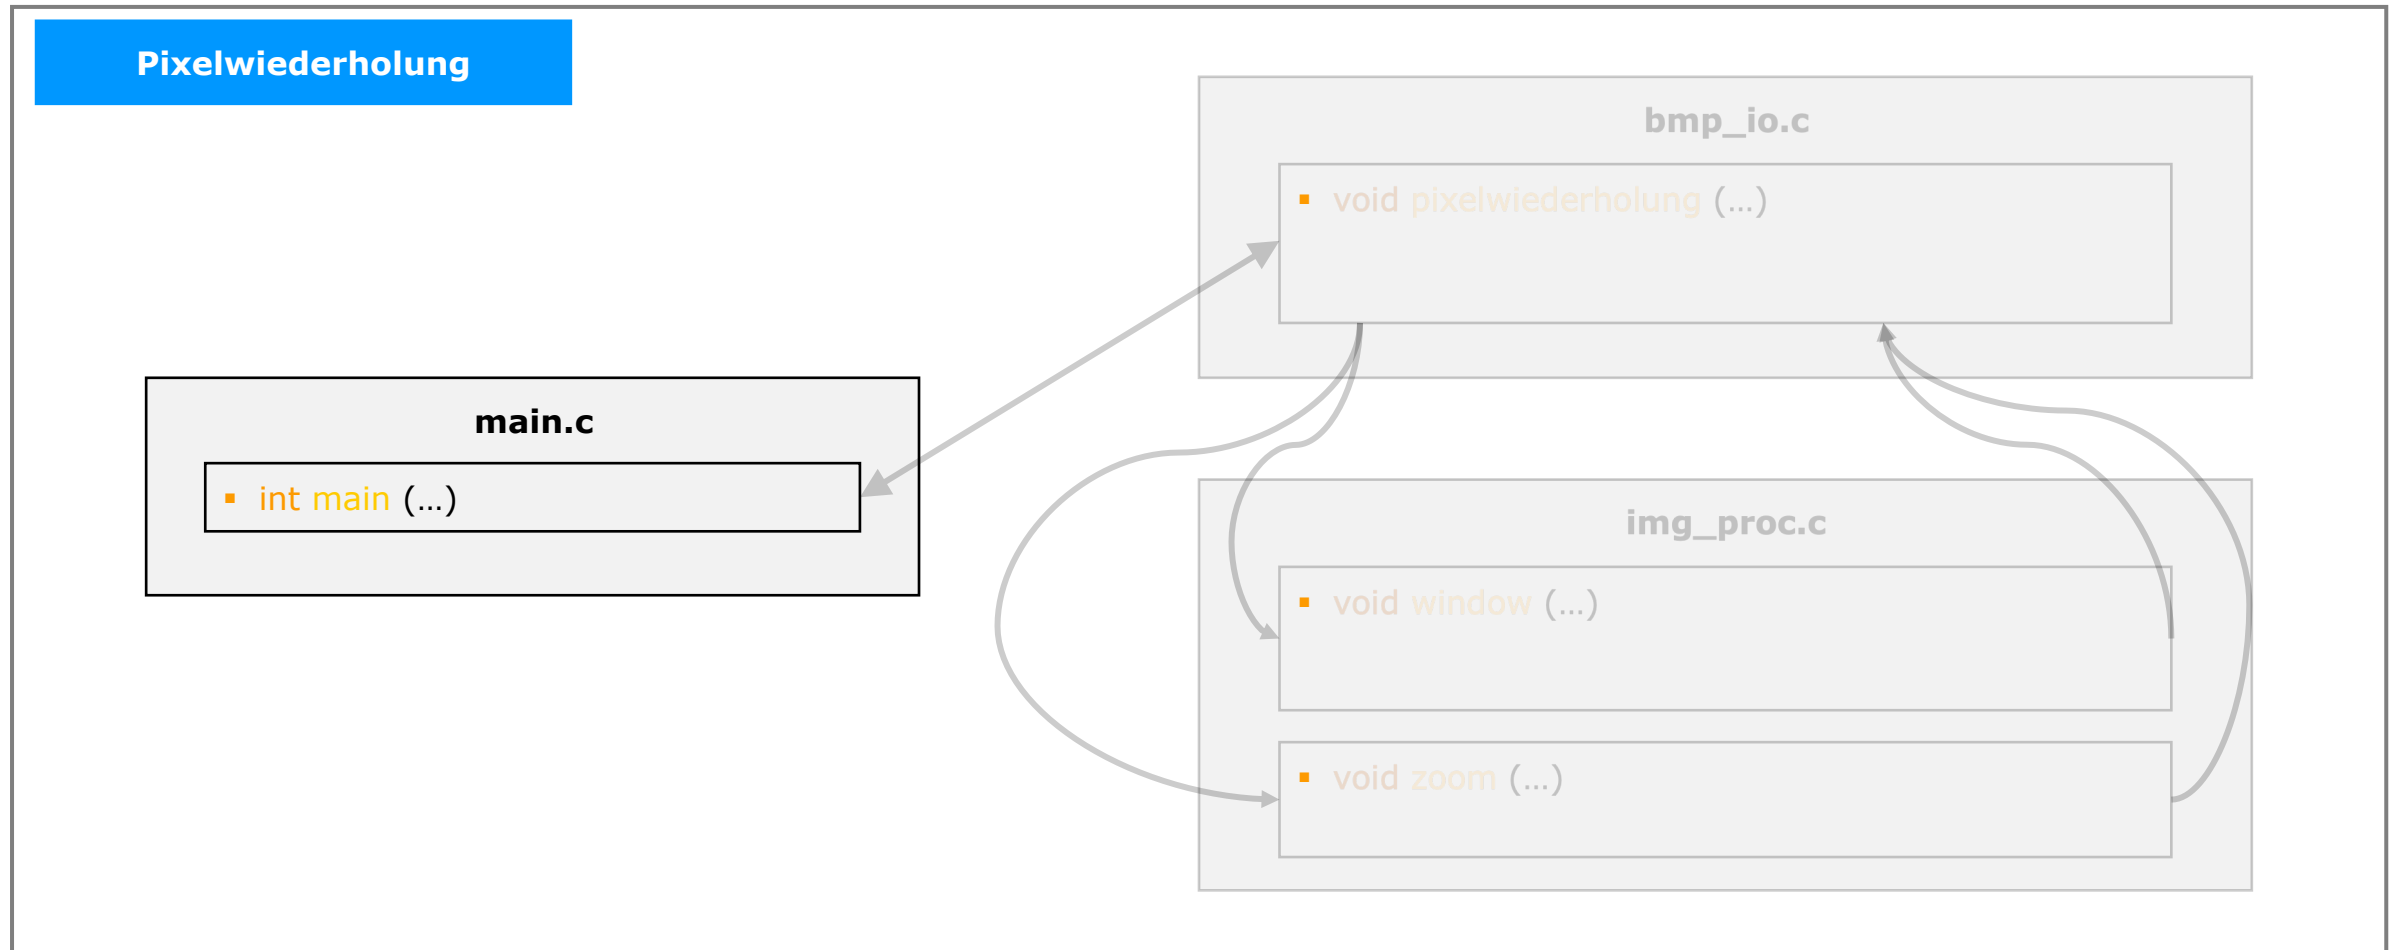 Pixelwiederholung
bmp_io.c
▪ void pixelwiederholung (…)
main.c
▪ int main (…)
img_proc.c
▪ void window (…)
▪ void zoom (…)